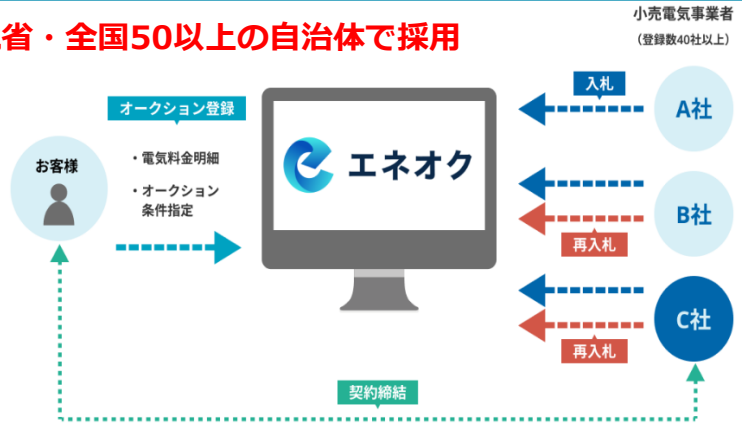 省・全国50以上の自治体で採用
小売電気事業者
（登録数40社以上）
オークション登録
入札
A社
お客様
・電気料金明細
・オークション
条件指定
エネオク
B社
再入札
C社
再入札
契約締結